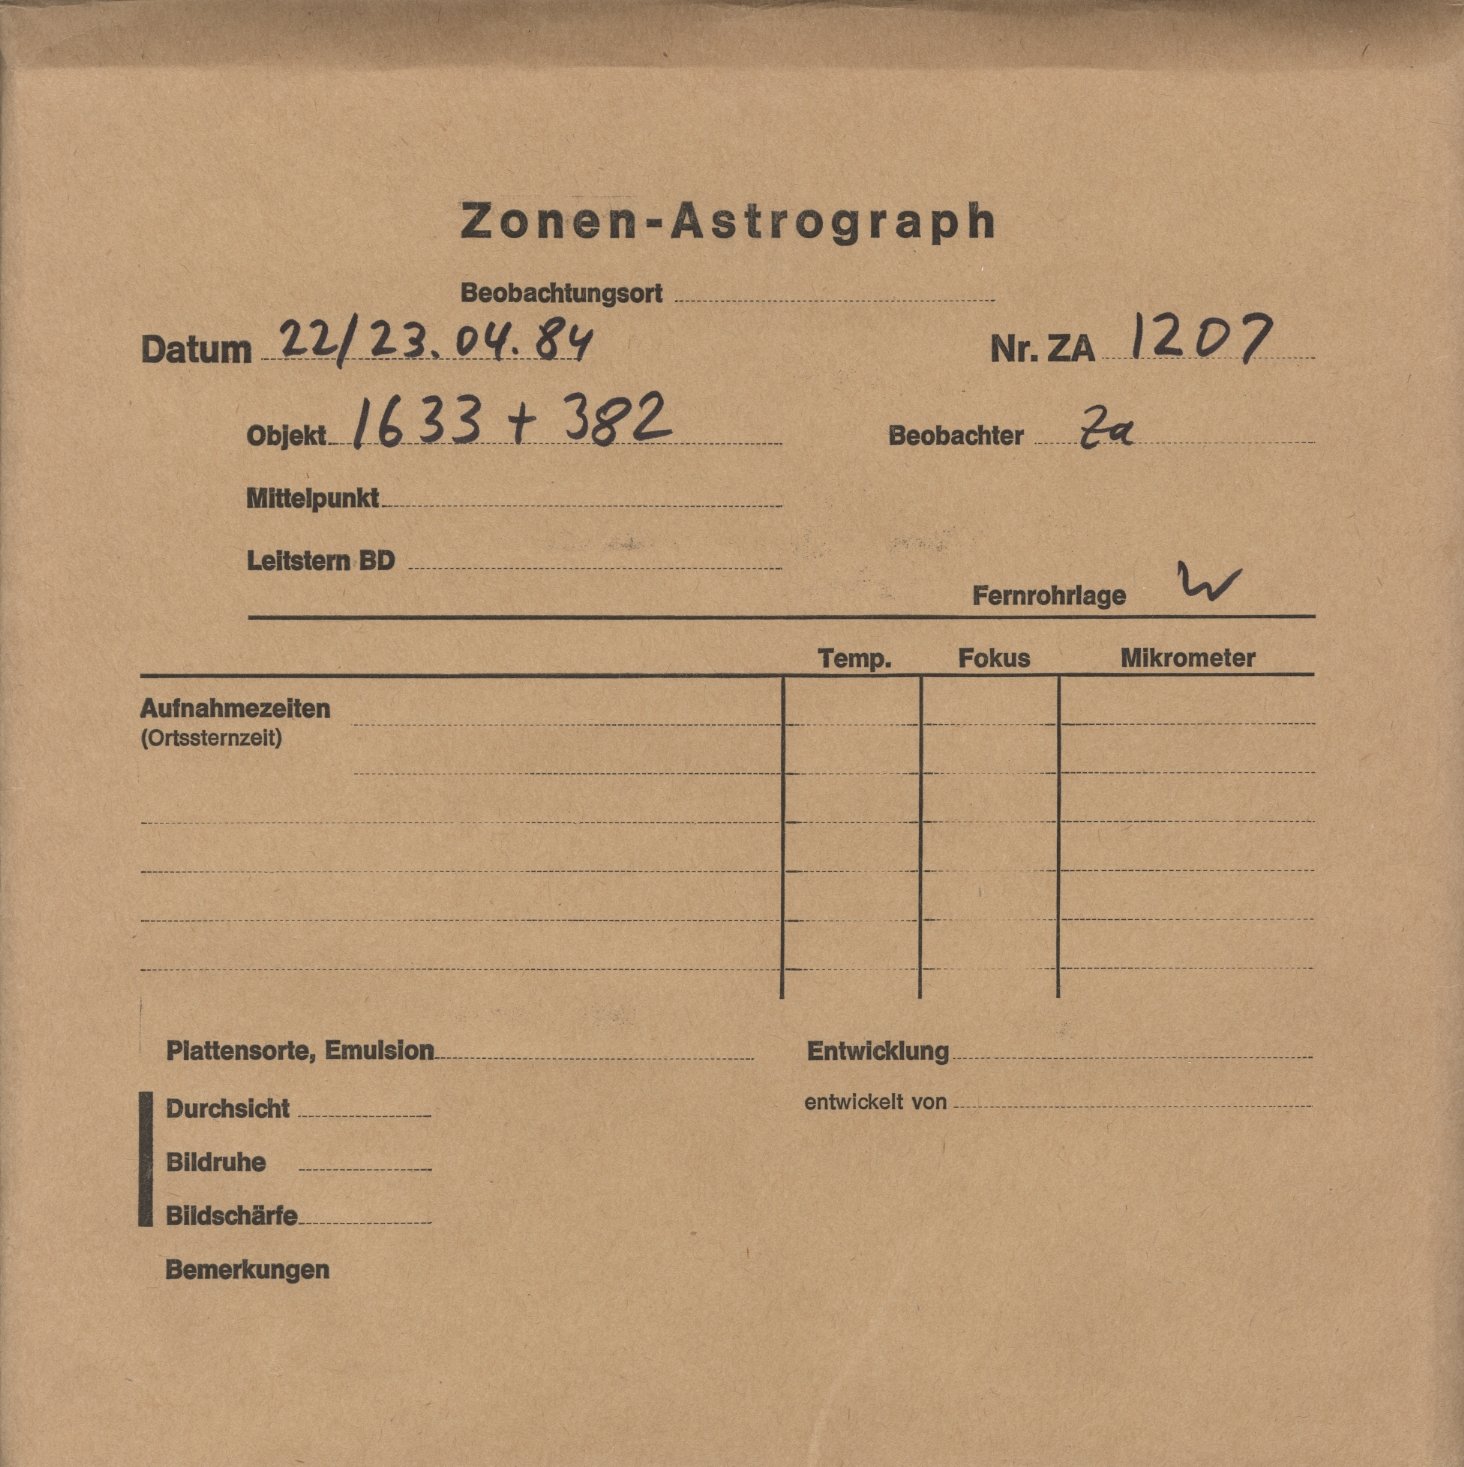 Zonen-Astrograph
Beobachtungsort
Datum 22/23.04.84 Nr. ZA 1207
Objekt 1633 + 382 Beobachter Za
Mittelpunkt
Leitstern BD
Fernrohrlage W
Temp. Fokus Mikrometer
Aufnahmezeiten
(Ortssternzeit)
Plattensorte, Emulsion Entwicklung
Durchsicht entwickelt von
Bildruhe
Bildschärfe
Bemerkungen